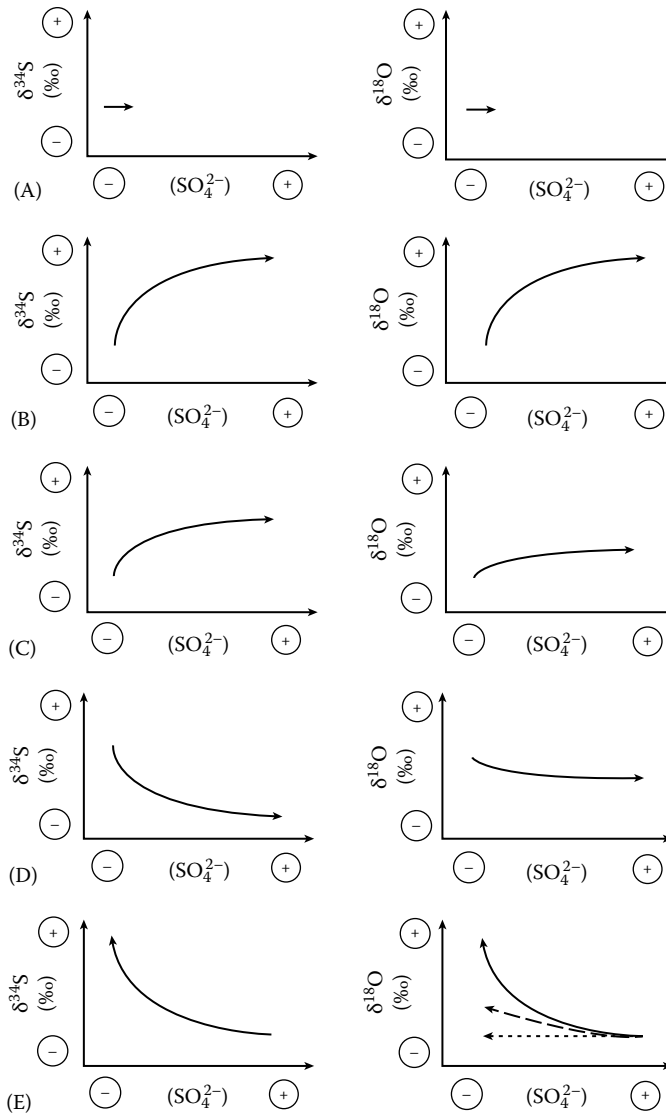 + +
δ³⁴S (‰) δ¹⁸O (‰)
− −
(A) − (SO₄²⁻) + − (SO₄²⁻) +
+ +
δ³⁴S (‰) δ¹⁸O (‰)
− −
(B) − (SO₄²⁻) + − (SO₄²⁻) +
+ +
δ³⁴S (‰) δ¹⁸O (‰)
− −
(C) − (SO₄²⁻) + − (SO₄²⁻) +
+ +
δ³⁴S (‰) δ¹⁸O (‰)
− −
(D) − (SO₄²⁻) + − (SO₄²⁻) +
+ +
δ³⁴S (‰) δ¹⁸O (‰)
− −
(E) − (SO₄²⁻) + − (SO₄²⁻) +